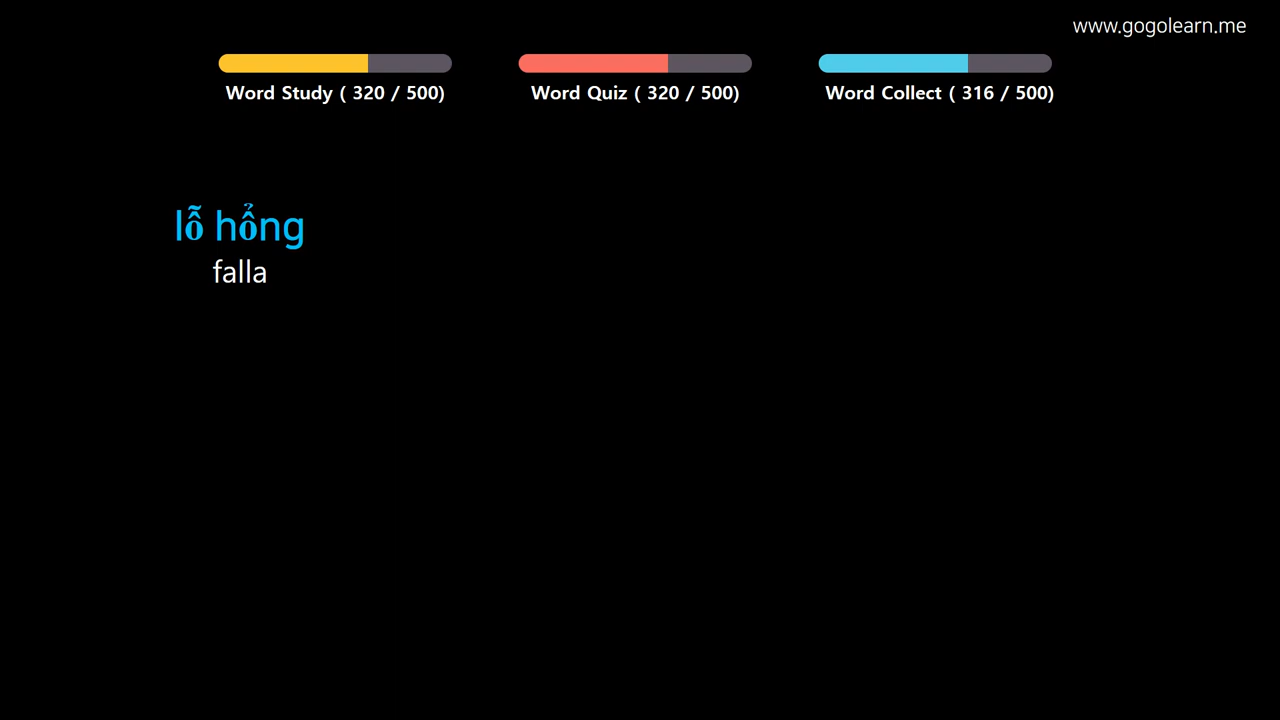 www.gogolearn.me
Word Study ( 320 / 500)
Word Quiz ( 320 / 500)
Word Collect ( 316 / 500)
lỗ hổng
falla